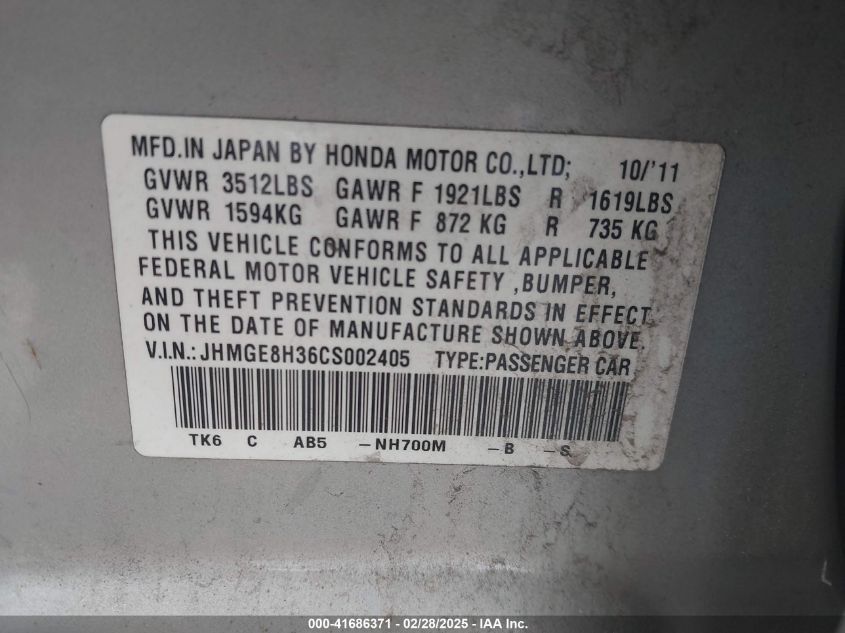 MFD.IN JAPAN BY HONDA MOTOR CO.,LTD; 10/'11
GVWR 3512LBS GAWR F 1921LBS R 1619LBS
GVWR 1594KG GAWR F 872 KG R 735 KG
THIS VEHICLE CONFORMS TO ALL APPLICABLE
FEDERAL MOTOR VEHICLE SAFETY ,BUMPER,
AND THEFT PREVENTION STANDARDS IN EFFECT
ON THE DATE OF MANUFACTURE SHOWN ABOVE.
V.I.N.: JHMGE8H36CS002405 TYPE:PASSENGER CAR
TK6 C AB5 -NH700M -B -S
000-41686371 - 02/28/2025 - IAA Inc.